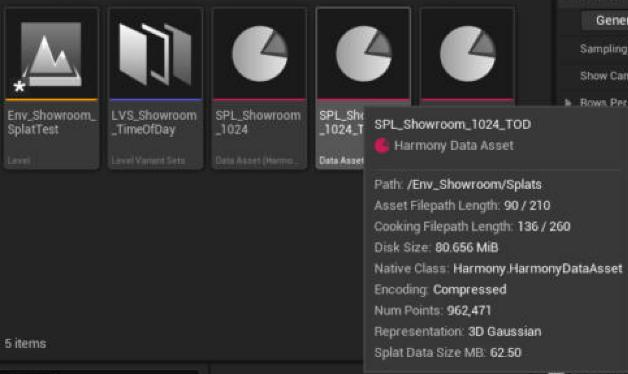 Gener
Sampling
Show Cam
Rows Per
Env_Showroom_
SplatTest
Level
LVS_Showroom
_TimeOfDay
Level Variant Sets
SPL_Showroom
_1024
Data Asset (Harmo...
SPL_Sho
_1024_T
Data Asset
SPL_Showroom_1024_TOD
Harmony Data Asset
Path: /Env_Showroom/Splats
Asset Filepath Length: 90 / 210
Cooking Filepath Length: 136 / 260
Disk Size: 80.656 MiB
Native Class: Harmony.HarmonyDataAsset
Encoding: Compressed
Num Points: 962,471
Representation: 3D Gaussian
Splat Data Size MB: 62.50
5 items